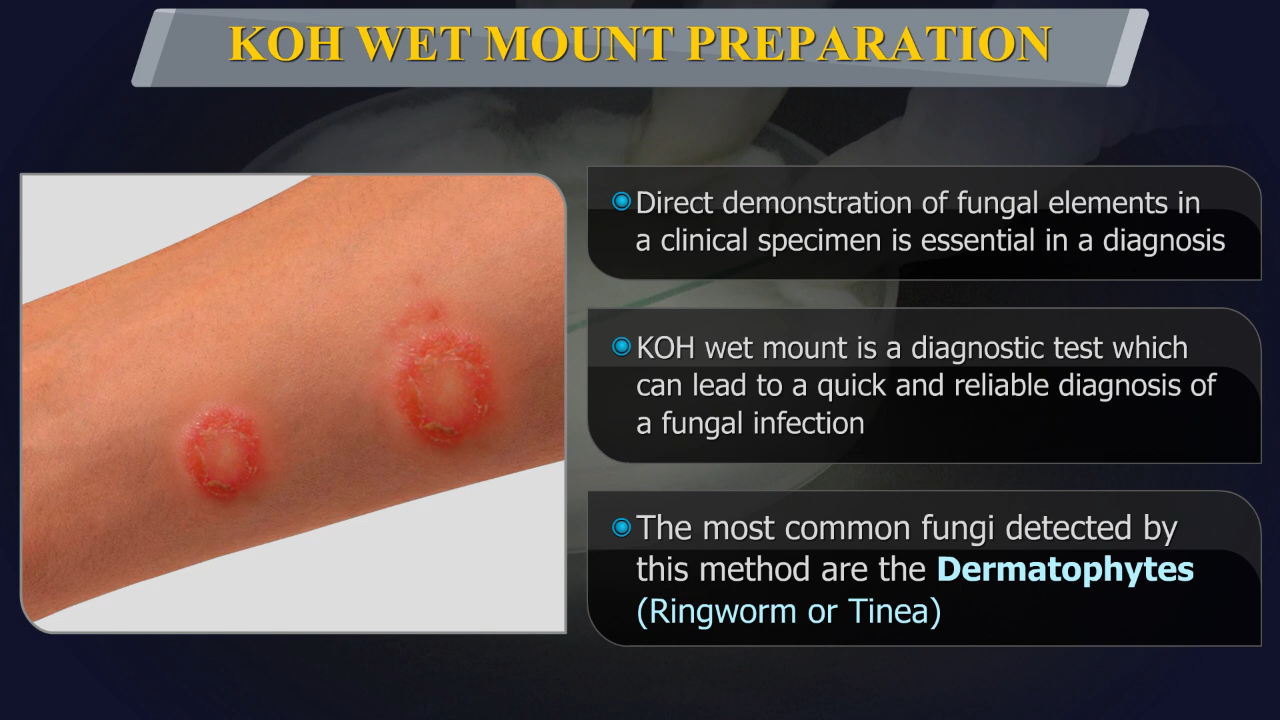 KOH WET MOUNT PREPARATION
Direct demonstration of fungal elements in
a clinical specimen is essential in a diagnosis
KOH wet mount is a diagnostic test which
can lead to a quick and reliable diagnosis of
a fungal infection
The most common fungi detected by
this method are the Dermatophytes
(Ringworm or Tinea)